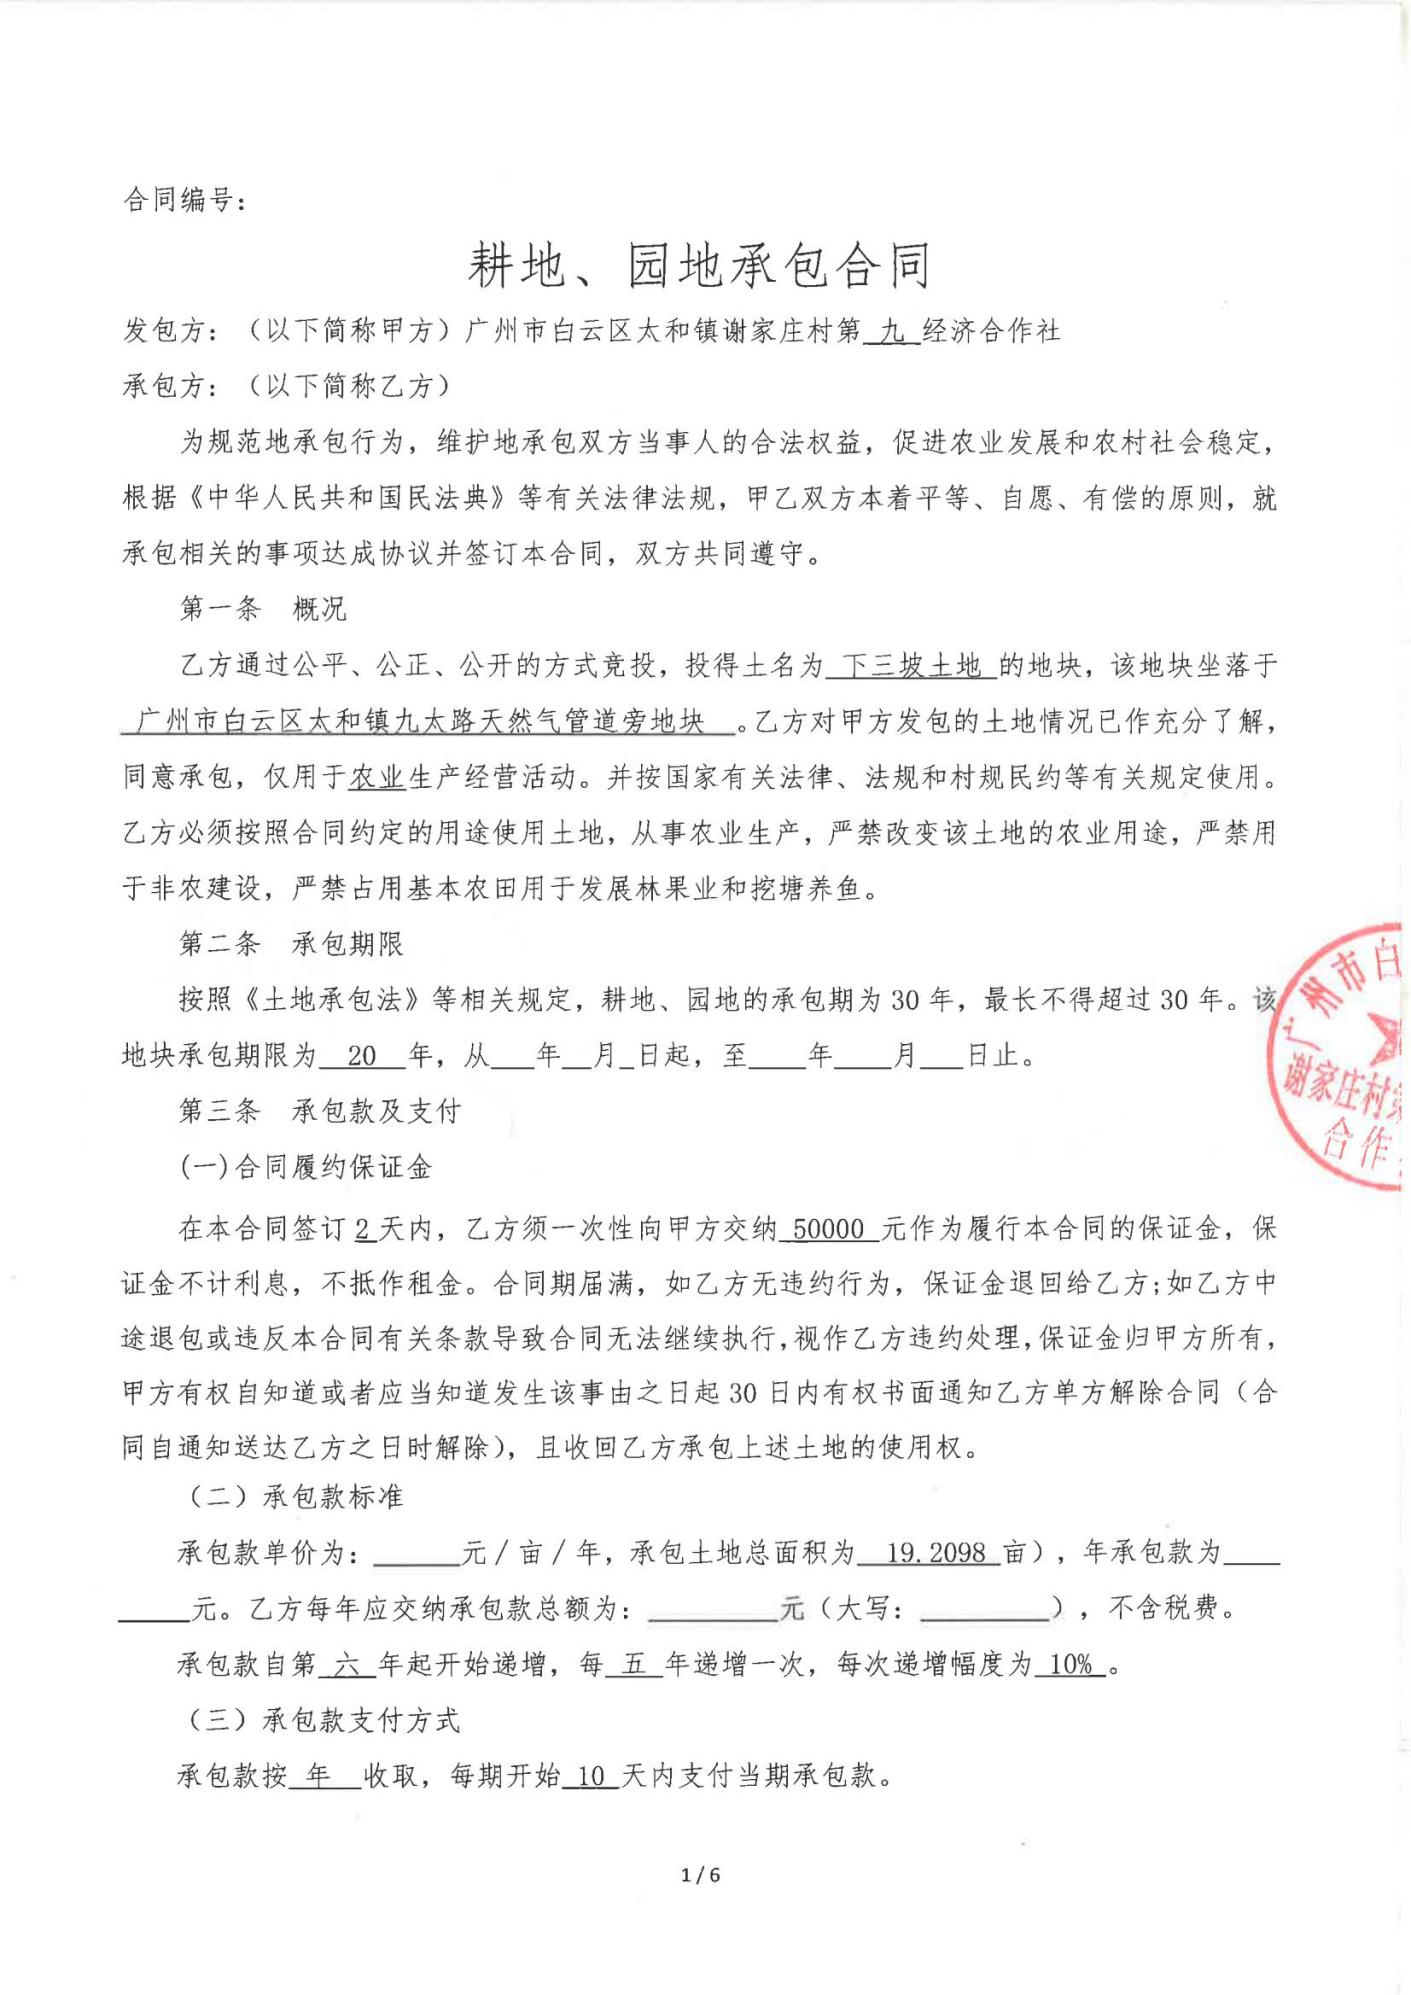 合同编号：
耕地、园地承包合同
发包方：（以下简称甲方）广州市白云区太和镇谢家庄村第 九 经济合作社
承包方：（以下简称乙方）
为规范地承包行为，维护地承包双方当事人的合法权益，促进农业发展和农村社会稳定，
根据《中华人民共和国民法典》等有关法律法规，甲乙双方本着平等、自愿、有偿的原则，就
承包相关的事项达成协议并签订本合同，双方共同遵守。
第一条　概况
乙方通过公平、公正、公开的方式竞投，投得土名为 下三坡土地 的地块，该地块坐落于
广州市白云区太和镇九太路天然气管道旁地块 。乙方对甲方发包的土地情况已作充分了解，
同意承包，仅用于农业生产经营活动。并按国家有关法律、法规和村规民约等有关规定使用。
乙方必须按照合同约定的用途使用土地，从事农业生产，严禁改变该土地的农业用途，严禁用
于非农建设，严禁占用基本农田用于发展林果业和挖塘养鱼。
第二条　承包期限
按照《土地承包法》等相关规定，耕地、园地的承包期为 30 年，最长不得超过 30 年。该
地块承包期限为 20 年，从___年__月_日起，至____年____月___日止。
第三条　承包款及支付
(一)合同履约保证金
在本合同签订 2 天内，乙方须一次性向甲方交纳 50000 元作为履行本合同的保证金，保
证金不计利息，不抵作租金。合同期届满，如乙方无违约行为，保证金退回给乙方;如乙方中
途退包或违反本合同有关条款导致合同无法继续执行,视作乙方违约处理,保证金归甲方所有，
甲方有权自知道或者应当知道发生该事由之日起 30 日内有权书面通知乙方单方解除合同（合
同自通知送达乙方之日时解除），且收回乙方承包上述土地的使用权。
（二）承包款标准
承包款单价为：______元／亩／年，承包土地总面积为 19.2098 亩），年承包款为____
_____元。乙方每年应交纳承包款总额为：_________元（大写：_________），不含税费。
承包款自第 六 年起开始递增，每 五 年递增一次，每次递增幅度为 10% 。
（三）承包款支付方式
承包款按 年 收取，每期开始 10 天内支付当期承包款。
1 / 6
广州市白
谢家庄村第
合作